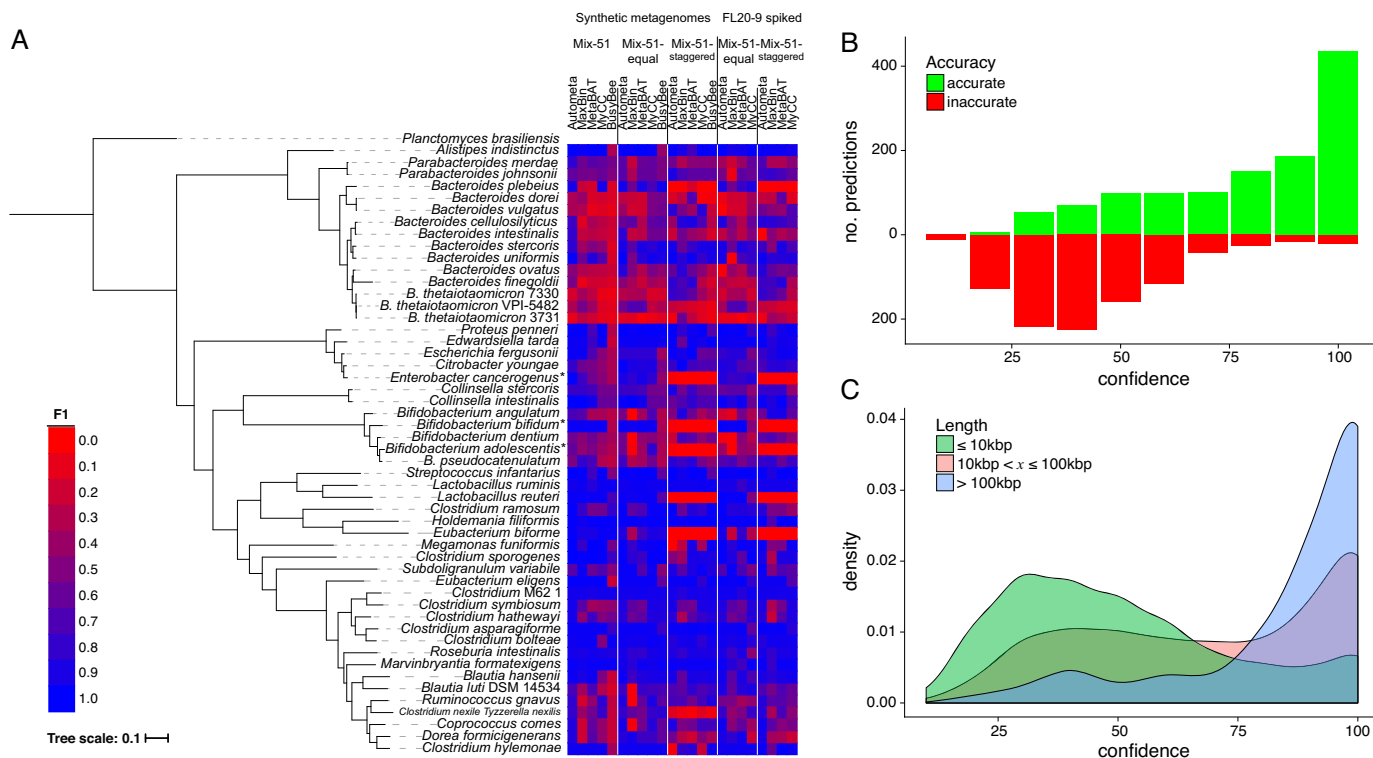 A
Synthetic metagenomes
FL20-9 spiked
Mix-51
Mix-51-equal
Mix-51-staggered
Mix-51-equal
Mix-51-staggered
Autometa
MaxBin
MetaBAT
MyCC
BusyBee
Autometa
MaxBin
MetaBAT
MyCC
BusyBee
Autometa
MaxBin
MetaBAT
MyCC
BusyBee
Autometa
MaxBin
MetaBAT
MyCC
Autometa
MaxBin
MetaBAT
MyCC
Planctomyces brasiliensis
Alistipes indistinctus
Parabacteroides merdae
Parabacteroides johnsonii
Bacteroides plebeius
Bacteroides dorei
Bacteroides vulgatus
Bacteroides cellulosilyticus
Bacteroides intestinalis
Bacteroides stercoris
Bacteroides uniformis
Bacteroides ovatus
Bacteroides finegoldii
B. thetaiotaomicron 7330
B. thetaiotaomicron VPI-5482
B. thetaiotaomicron 3731
Proteus penneri
Edwardsiella tarda
Escherichia fergusonii
Citrobacter youngae
Enterobacter cancerogenus*
Collinsella stercoris
Collinsella intestinalis
Bifidobacterium angulatum
Bifidobacterium bifidum*
Bifidobacterium dentium
Bifidobacterium adolescentis*
B. pseudocatenulatum
Streptococcus infantarius
Lactobacillus ruminis
Lactobacillus reuteri
Clostridium ramosum
Holdemania filiformis
Eubacterium biforme
Megamonas funiformis
Clostridium sporogenes
Subdoligranulum variabile
Eubacterium eligens
Clostridium M62 1
Clostridium symbiosum
Clostridium hathewayi
Clostridium asparagiforme
Clostridium bolteae
Roseburia intestinalis
Marvinbryantia formatexigens
Blautia hansenii
Blautia luti DSM 14534
Ruminococcus gnavus
Clostridium nexile Tyzzerella nexilis
Coprococcus comes
Dorea formicigenerans
Clostridium hylemonae
F1
0.0
0.1
0.2
0.3
0.4
0.5
0.6
0.7
0.8
0.9
1.0
Tree scale: 0.1
B
Accuracy
accurate
inaccurate
no. predictions
400
200
0
200
25
50
75
100
confidence
C
Length
≤ 10kbp
10kbp < x ≤ 100kbp
> 100kbp
density
0.04
0.03
0.02
0.01
0.00
25
50
75
100
confidence